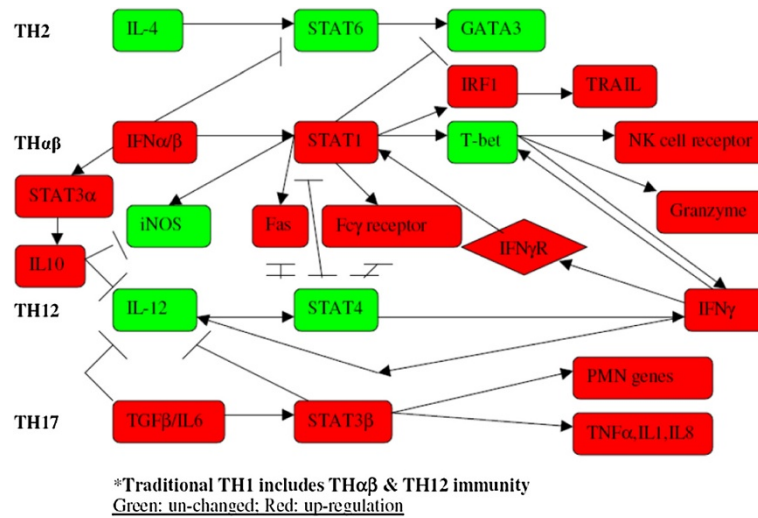 TH2 IL-4 STAT6 GATA3
IRF1 TRAIL
THαβ IFNα/β STAT1 T-bet NK cell receptor
STAT3α Granzyme
iNOS Fas Fcγ receptor
IL10 IFNγR
TH12 IL-12 STAT4 IFNγ
PMN genes
TH17 TGFβ/IL6 STAT3β
TNFα,IL1,IL8
*Traditional TH1 includes THαβ & TH12 immunity
Green: un-changed; Red: up-regulation